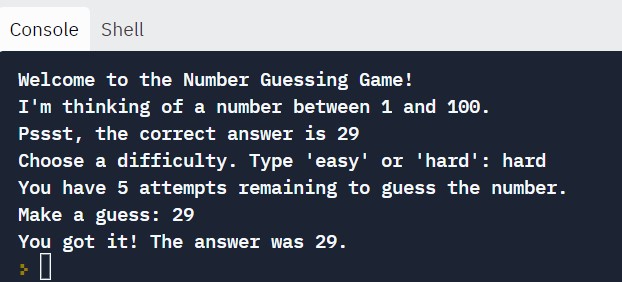 Console Shell
Welcome to the Number Guessing Game!
I'm thinking of a number between 1 and 100.
Pssst, the correct answer is 29
Choose a difficulty. Type 'easy' or 'hard': hard
You have 5 attempts remaining to guess the number.
Make a guess: 29
You got it! The answer was 29.
>